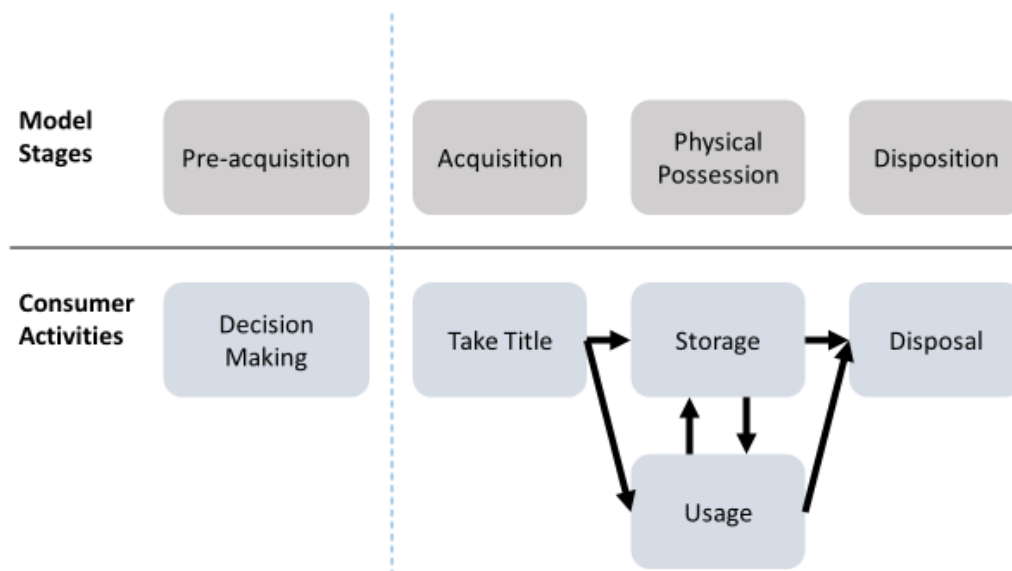 Model
Stages
Pre-acquisition
Acquisition
Physical
Possession
Disposition
Consumer
Activities
Decision
Making
Take Title
Storage
Disposal
Usage